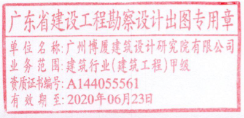 广东省建设工程勘察设计出图专用章
单位名称:广州博厦建筑设计研究院有限公司
业务范围:建筑行业(建筑工程)甲级
资质证书编号:A144055561
有效期至:2020年06月23日